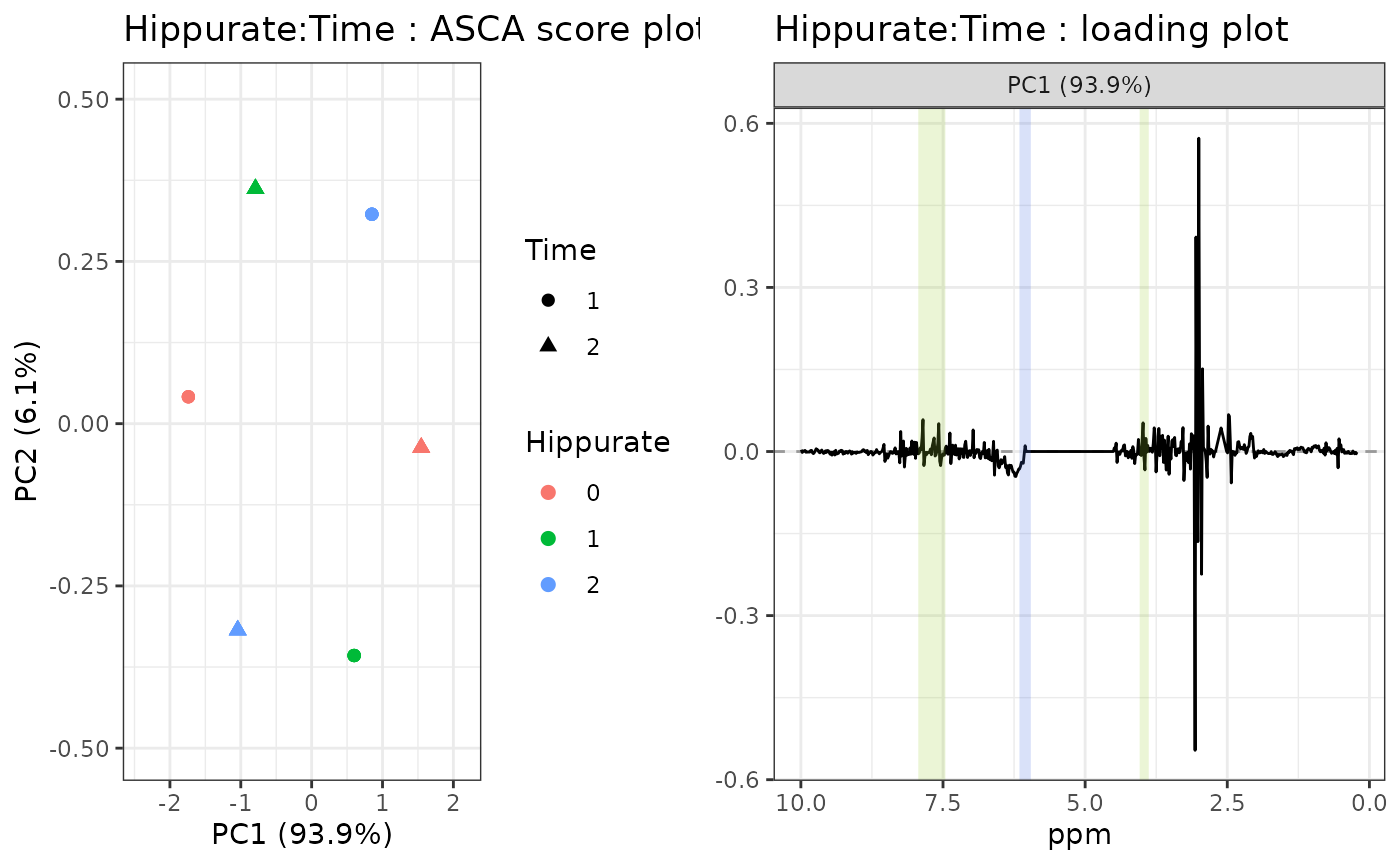 Hippurate:Time : ASCA score plot
PC2 (6.1%)
0.50
0.25
0.00
-0.25
-0.50
-2 -1 0 1 2
PC1 (93.9%)
Time
1
2
Hippurate
0
1
2
Hippurate:Time : loading plot
PC1 (93.9%)
0.6
0.3
0.0
-0.3
-0.6
10.0 7.5 5.0 2.5 0.0
ppm